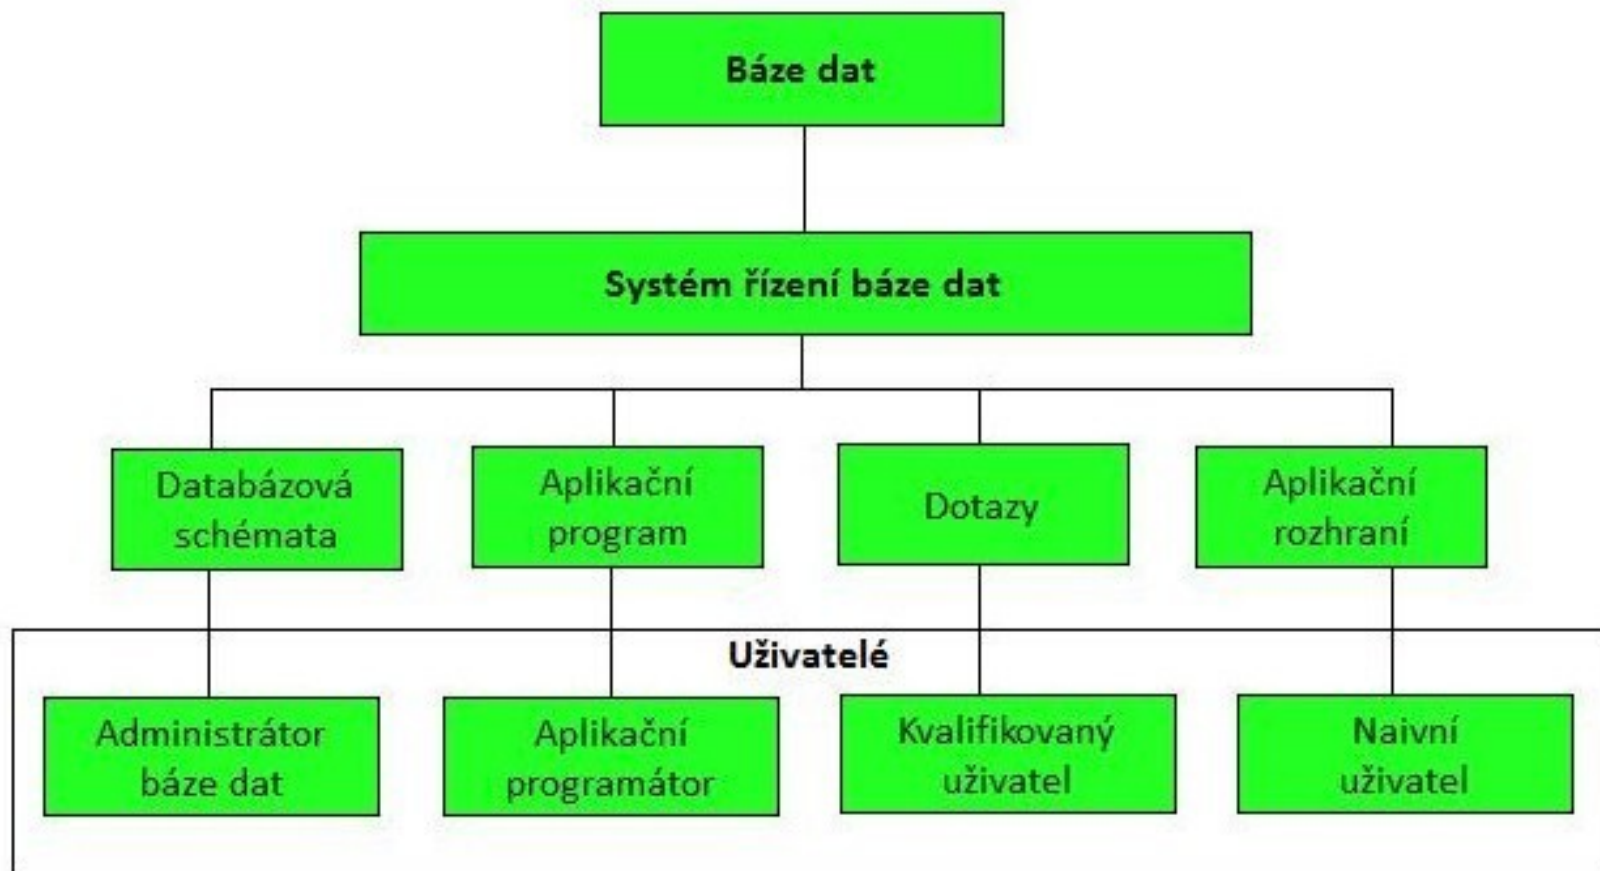 Báze dat
Systém řízení báze dat
Databázová
schémata
Aplikační
program
Dotazy
Aplikační
rozhraní
Uživatelé
Administrátor
báze dat
Aplikační
programátor
Kvalifikovaný
uživatel
Naivní
uživatel